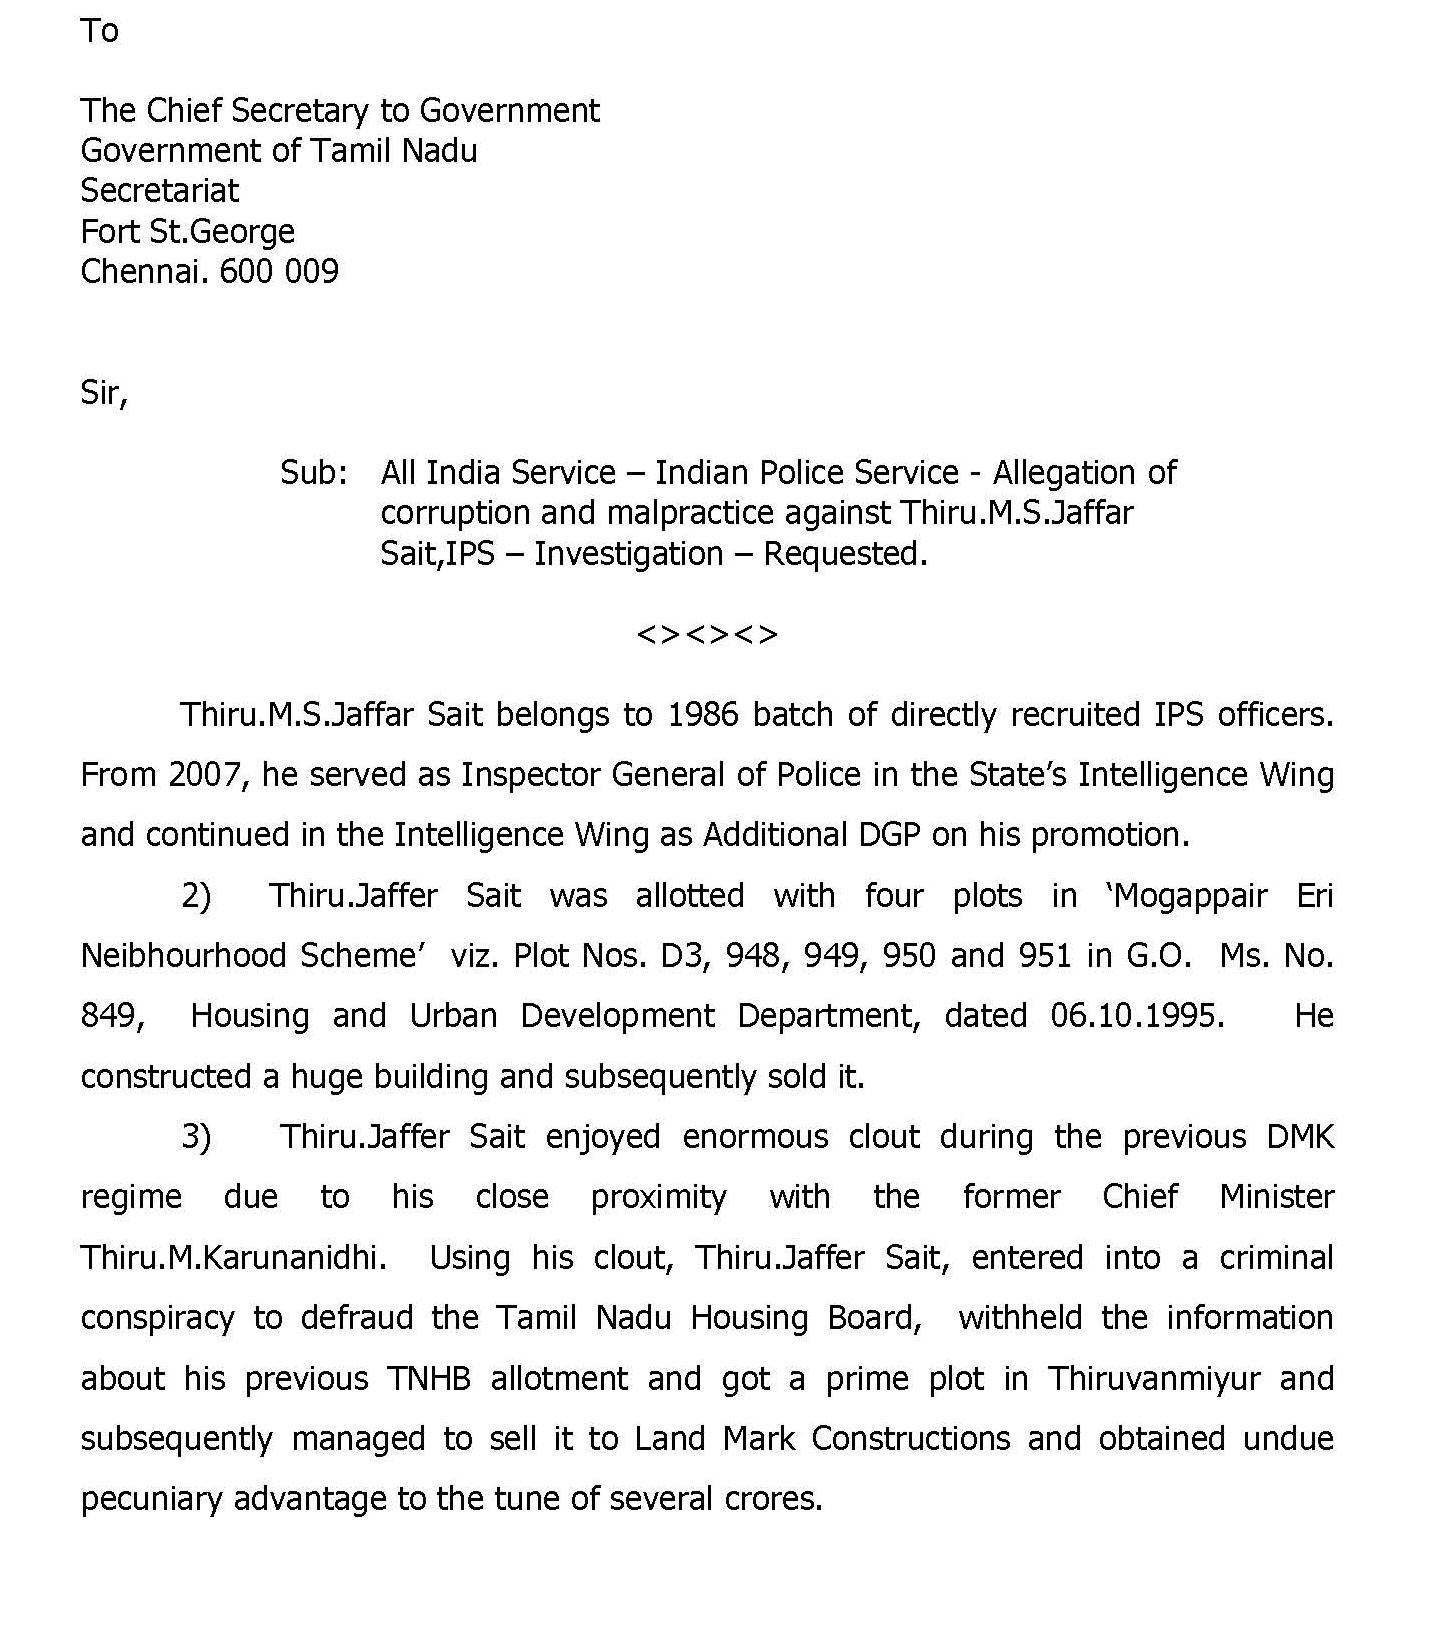 To
The Chief Secretary to Government
Government of Tamil Nadu
Secretariat
Fort St.George
Chennai. 600 009
Sir,
Sub: All India Service – Indian Police Service - Allegation of
corruption and malpractice against Thiru.M.S.Jaffar
Sait,IPS – Investigation – Requested.
<><><>
Thiru.M.S.Jaffar Sait belongs to 1986 batch of directly recruited IPS officers.
From 2007, he served as Inspector General of Police in the State’s Intelligence Wing
and continued in the Intelligence Wing as Additional DGP on his promotion.
2) Thiru.Jaffer Sait was allotted with four plots in ‘Mogappair Eri
Neibhourhood Scheme’ viz. Plot Nos. D3, 948, 949, 950 and 951 in G.O. Ms. No.
849, Housing and Urban Development Department, dated 06.10.1995. He
constructed a huge building and subsequently sold it.
3) Thiru.Jaffer Sait enjoyed enormous clout during the previous DMK
regime due to his close proximity with the former Chief Minister
Thiru.M.Karunanidhi. Using his clout, Thiru.Jaffer Sait, entered into a criminal
conspiracy to defraud the Tamil Nadu Housing Board, withheld the information
about his previous TNHB allotment and got a prime plot in Thiruvanmiyur and
subsequently managed to sell it to Land Mark Constructions and obtained undue
pecuniary advantage to the tune of several crores.